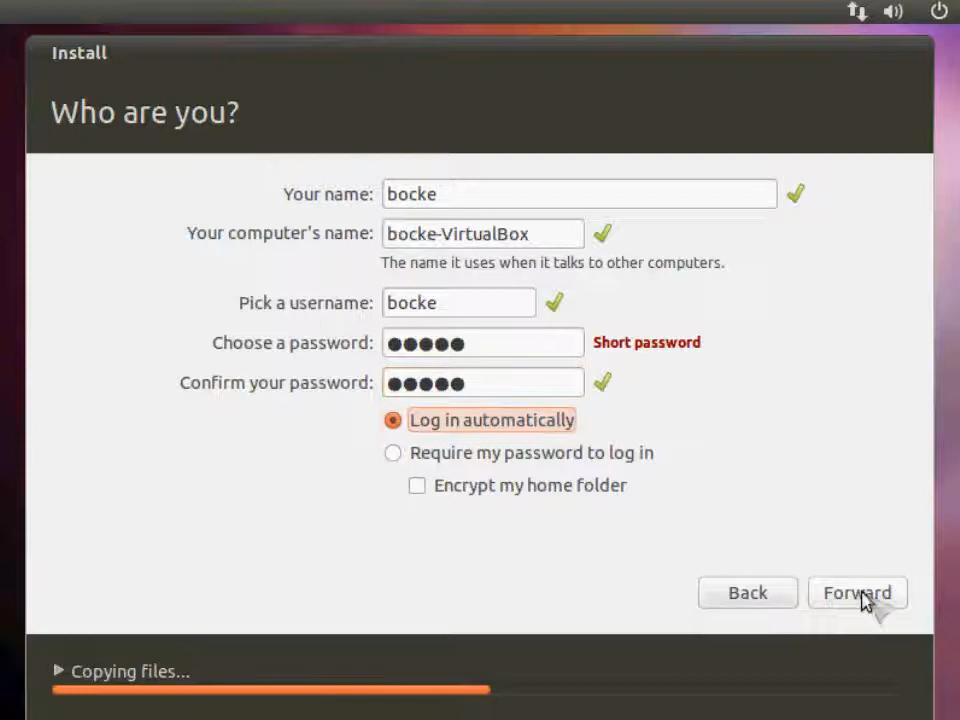 Install
Who are you?
Your name: bocke
Your computer's name: bocke-VirtualBox
The name it uses when it talks to other computers.
Pick a username: bocke
Choose a password: ●●●●● Short password
Confirm your password: ●●●●●
Log in automatically
Require my password to log in
Encrypt my home folder
Back Forward
Copying files...